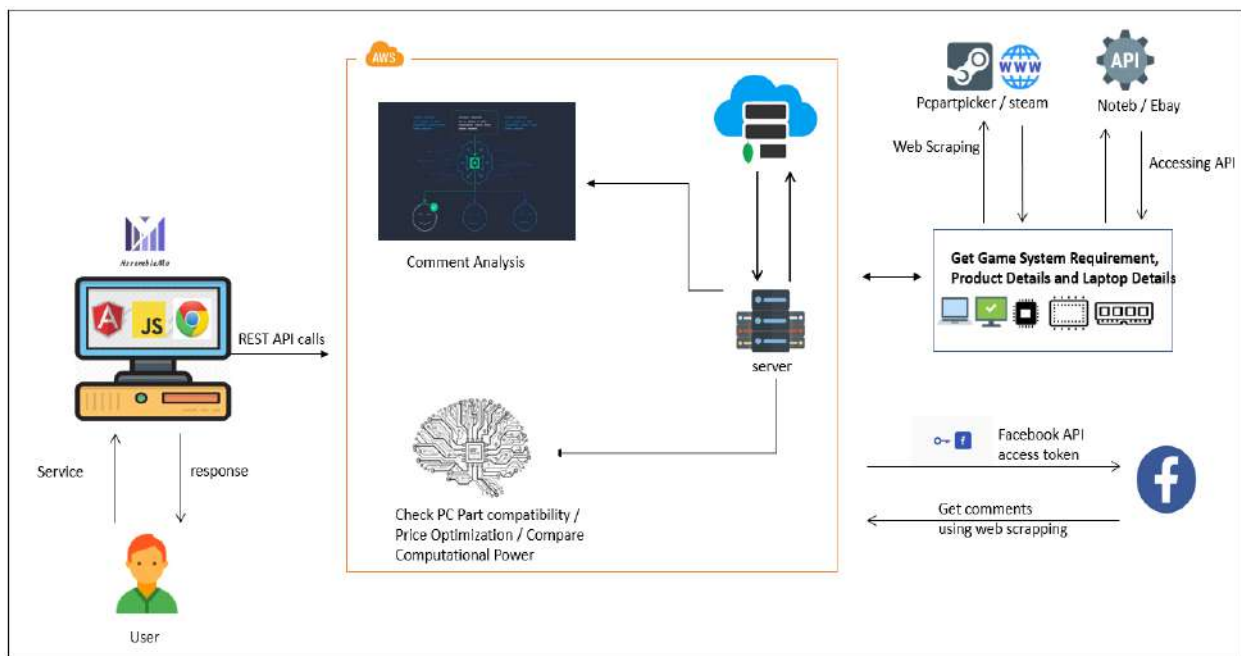 AWS
API
WWW
Pcpartpicker / steam
Noteb / Ebay
Web Scraping
Accessing API
Get Game System Requirement,
Product Details and Laptop Details
Comment Analysis
server
JS
REST API calls
Service
response
User
Check PC Part compatibility /
Price Optimization / Compare
Computational Power
Facebook API
access token
Get comments
using web scrapping